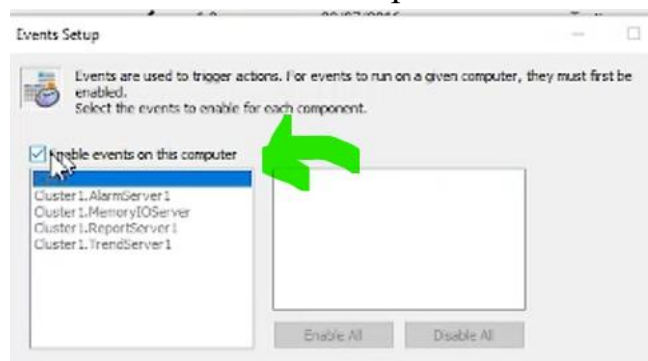 Events Setup
Events are used to trigger actions. For events to run on a given computer, they must first be
enabled.
Select the events to enable for each component.
Enable events on this computer
Cluster1.AlarmServer1
Cluster1.MemoryIOServer
Cluster1.ReportServer1
Cluster1.TrendServer1
Enable All Disable All